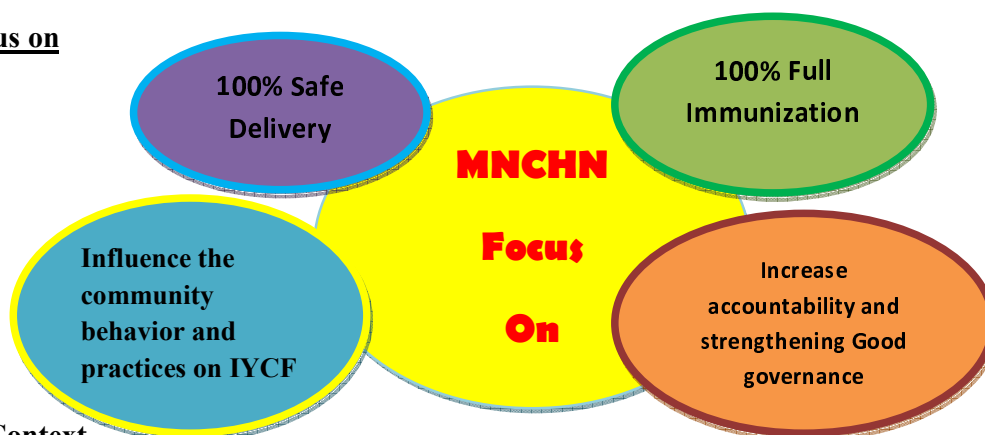 us on
100% Safe
Delivery
100% Full
Immunization
MNCHN
Focus
On
Influence the
community
behavior and
practices on IYCF
Increase
accountability and
strengthening Good
governance
Context